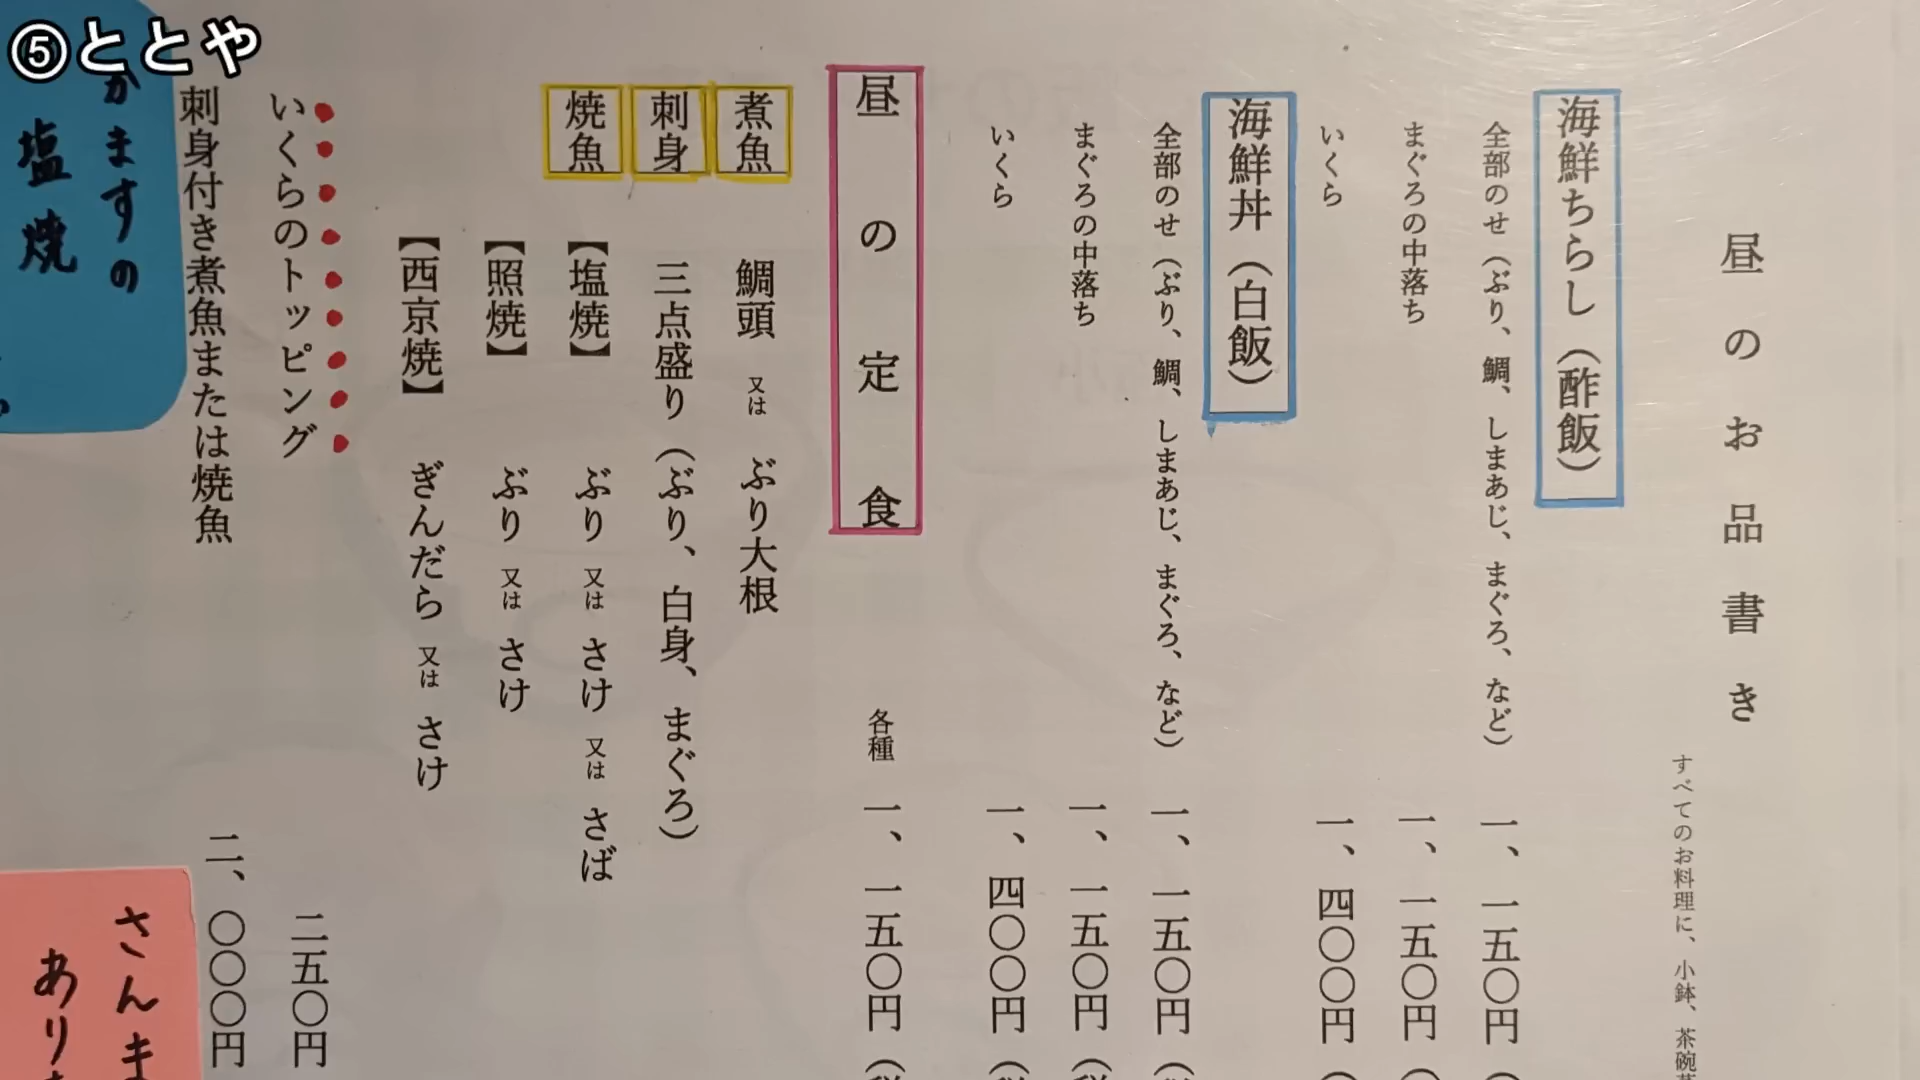 ⑤ととや
昼のお品書き
すべてのお料理に、小鉢、茶碗
海鮮ちらし（酢飯）
全部のせ（ぶり、鯛、しまあじ、まぐろ、など） 一、一五〇円
まぐろの中落ち 一、一五〇円
いくら 一、四〇〇円
海鮮丼（白飯）
全部のせ（ぶり、鯛、しまあじ、まぐろ、など） 一、一五〇円
まぐろの中落ち 一、一五〇円
いくら 一、四〇〇円
昼の定食 各種 一、一五〇円
煮魚 鯛頭 又は ぶり大根
刺身 三点盛り（ぶり、白身、まぐろ）
焼魚 【塩焼】 ぶり 又は さけ 又は さば
【照焼】 ぶり 又は さけ
【西京焼】 ぎんだら 又は さけ
いくらのトッピング 二五〇円
刺身付き煮魚または焼魚 二、〇〇〇円
かますの
塩焼
さんま
あり